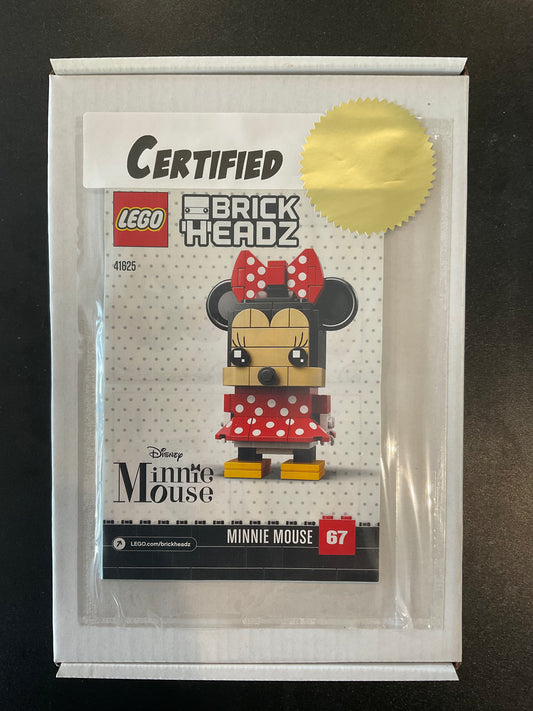 CERTIFIED
LEGO
BRICK
HEADZ
41625
Disney
Minnie
Mouse
LEGO.com/brickheadz
MINNIE MOUSE 67